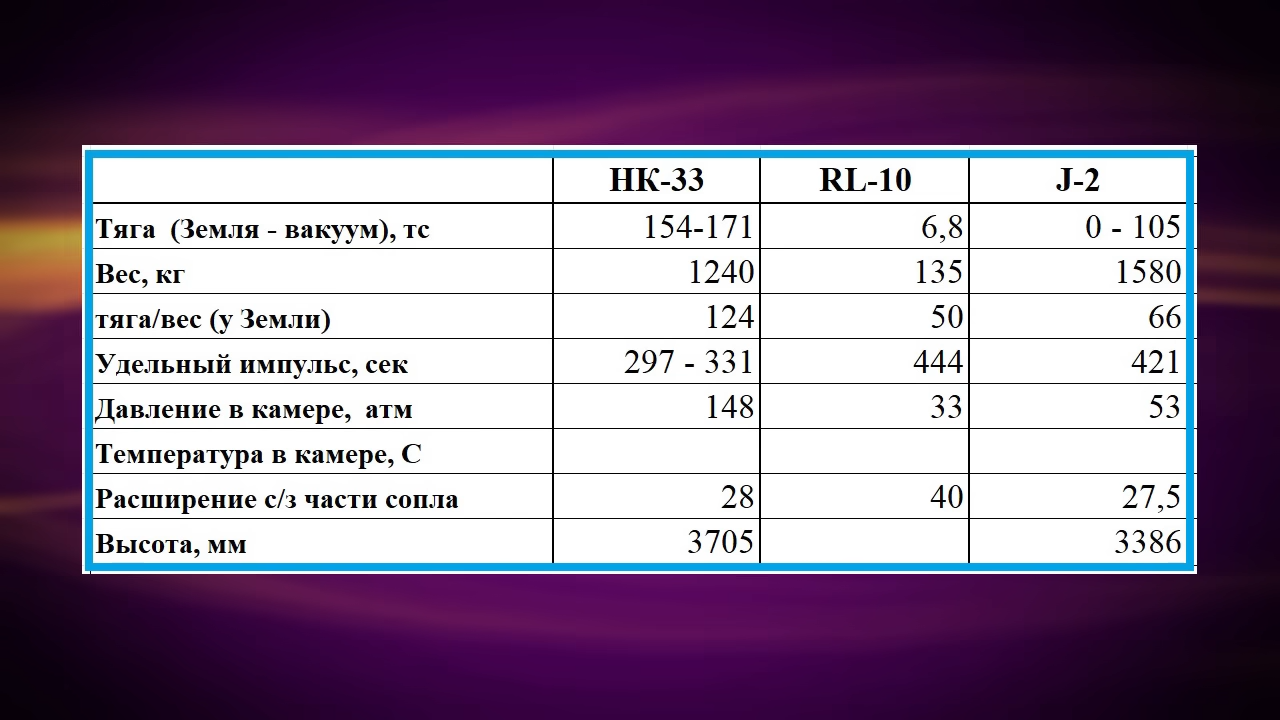 НК-33 RL-10 J-2
Тяга (Земля - вакуум), тс 154-171 6,8 0 - 105
Вес, кг 1240 135 1580
тяга/вес (у Земли) 124 50 66
Удельный импульс, сек 297 - 331 444 421
Давление в камере, атм 148 33 53
Температура в камере, С
Расширение с/з части сопла 28 40 27,5
Высота, мм 3705 3386